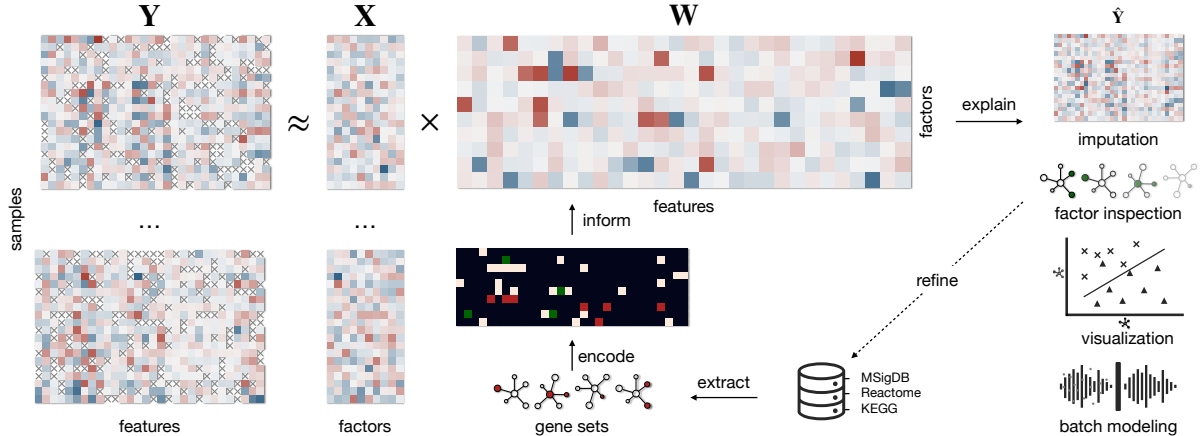 Y
X
W
Ŷ
samples
≈
×
factors
explain
imputation
...
...
inform
features
factor inspection
refine
encode
gene sets
extract
MSigDB
Reactome
KEGG
visualization
batch modeling
features
factors